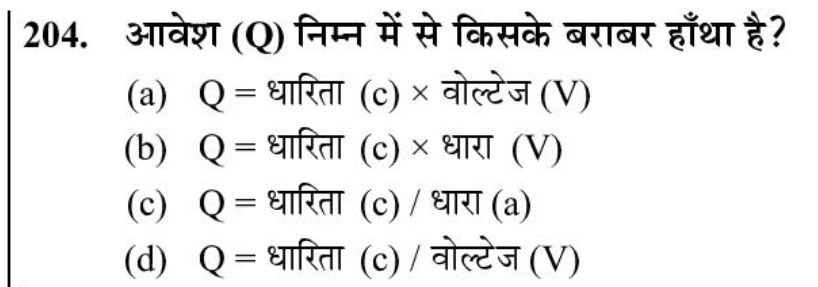 204. आवेश (Q) निम्न में से किसके बराबर हाँथा है?
(a) Q = धारिता (c) × वोल्टेज (V)
(b) Q = धारिता (c) × धारा (V)
(c) Q = धारिता (c) / धारा (a)
(d) Q = धारिता (c) / वोल्टेज (V)